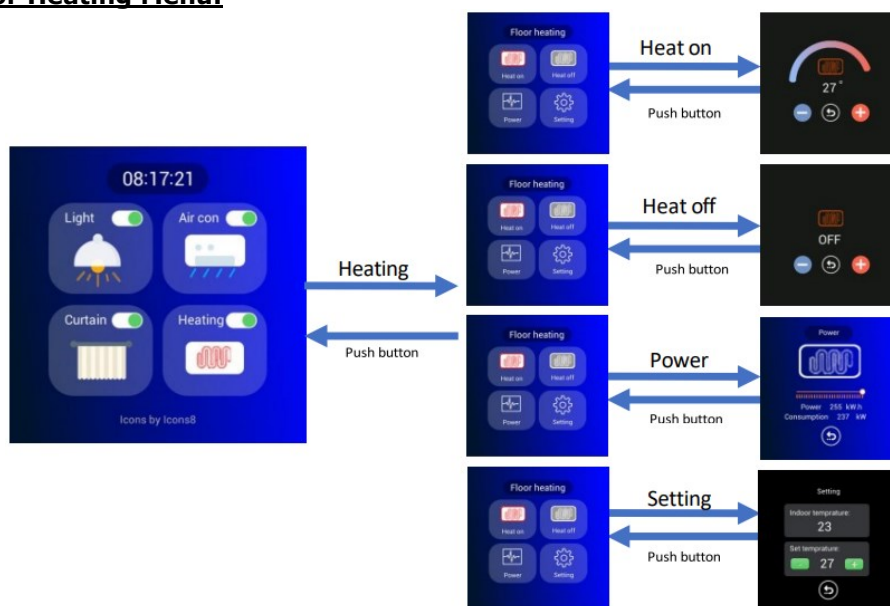 or Heating Menu:
08:17:21
Light
Air con
Curtain
Heating
Icons by Icons8
Heating
Push button
Floor heating
Heat on
Heat off
Power
Setting
Heat on
Push button
27°
Floor heating
Heat on
Heat off
Power
Setting
Heat off
Push button
OFF
Floor heating
Heat on
Heat off
Power
Setting
Power
Push button
Power
Power 255 kW.h
Consumption 237 kW
Floor heating
Heat on
Heat off
Power
Setting
Setting
Push button
Setting
Indoor temprature:
23
Set temprature:
27